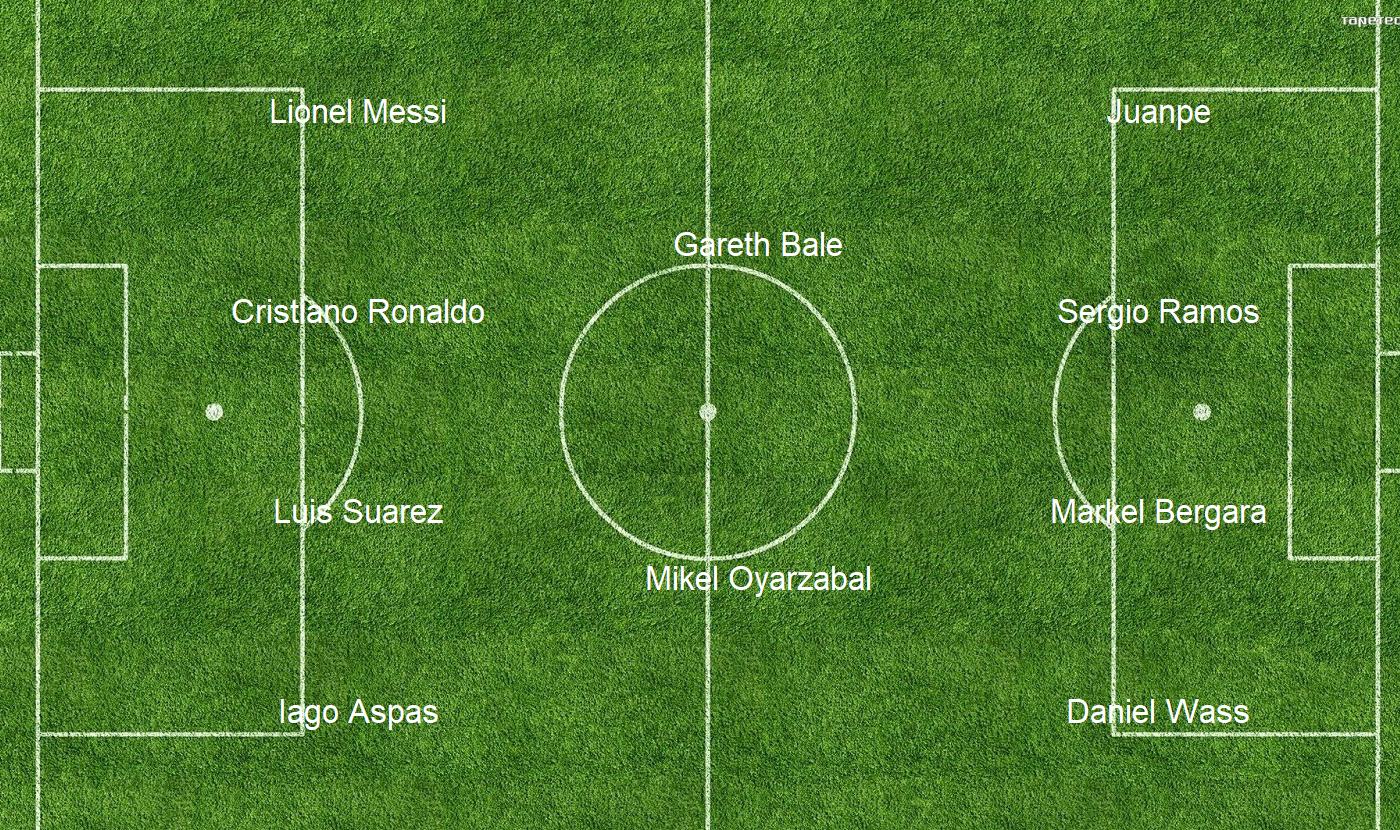 Lionel Messi
Juanpe
Gareth Bale
Cristiano Ronaldo
Sergio Ramos
Luis Suarez
Markel Bergara
Mikel Oyarzabal
Iago Aspas
Daniel Wass